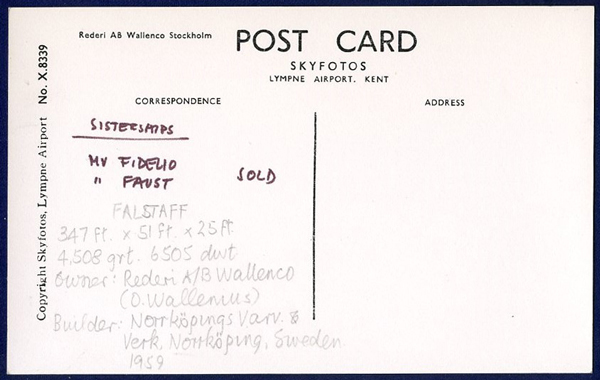 Rederi AB Wallenco Stockholm
POST CARD
SKYFOTOS
LYMPNE AIRPORT. KENT
Copyright Skyfotos, Lympne Airport No. X.8339
CORRESPONDENCE
ADDRESS
SISTERSHIPS
MV FIDELIO
" FAUST SOLD
FALSTAFF
347 ft. x 51 ft. x 25 ft.
4,508 grt. 6505 dwt
Owner: Rederi A/B Wallenco
(O. Wallenius)
Builder: Norrköpings Varv. &
Verk, Norrköping, Sweden
1959